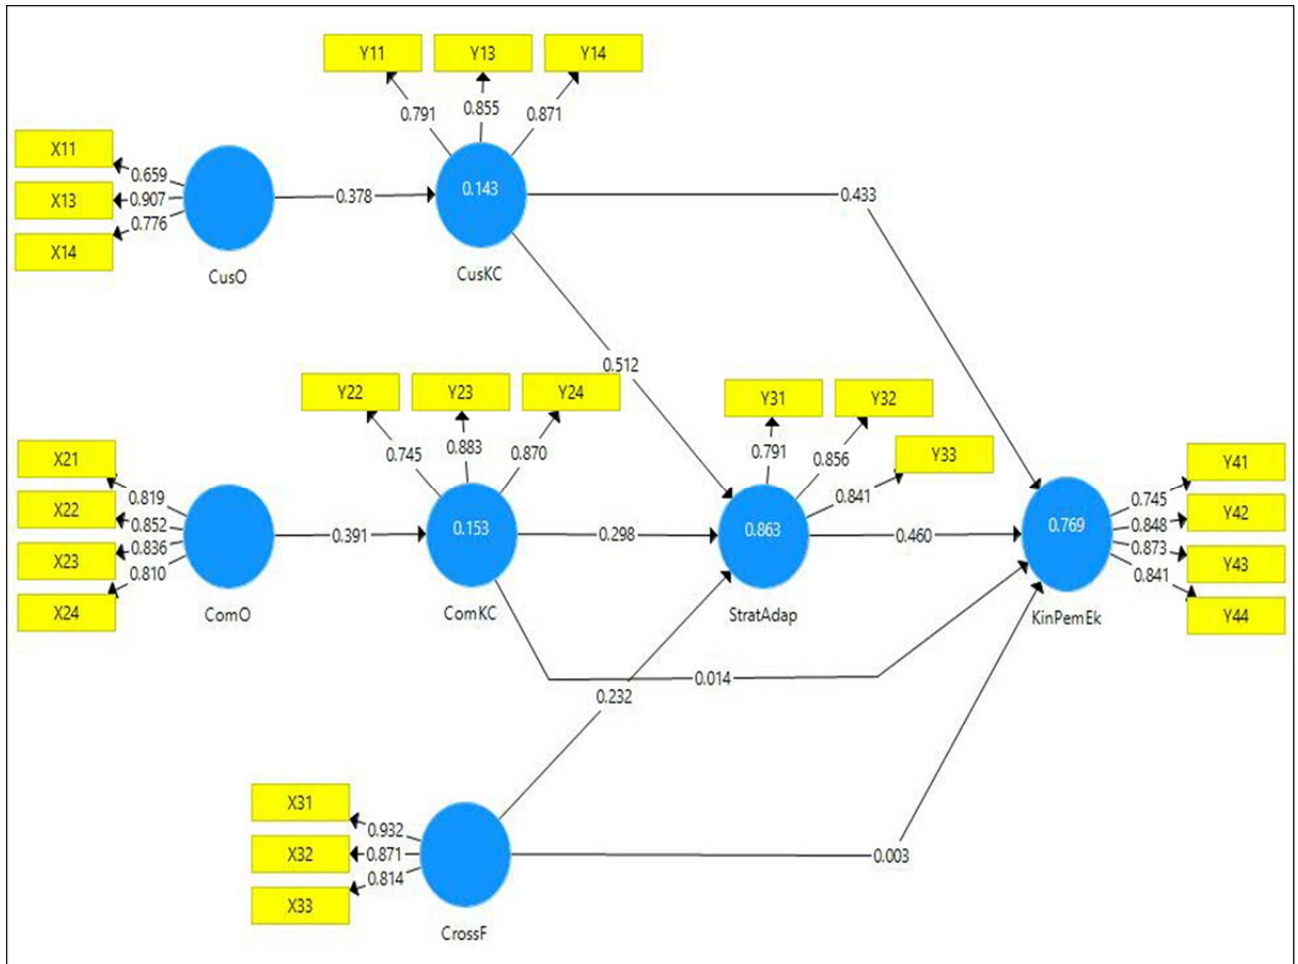 Y11 Y13 Y14
0.791 0.855 0.871
X11
X13
X14
0.659
0.907
0.776
CusO
0.378
0.143
CusKC
0.433
0.512
Y22 Y23 Y24
0.745 0.883 0.870
Y31 Y32
Y33
0.791 0.856
0.841
X21
X22
X23
X24
0.819
0.852
0.836
0.810
ComO
0.391
0.153
ComKC
0.298
0.863
StratAdap
0.460
0.769
KinPemEk
0.745
0.848
0.873
0.841
Y41
Y42
Y43
Y44
0.014
0.232
X31
X32
X33
0.932
0.871
0.814
CrossF
0.003